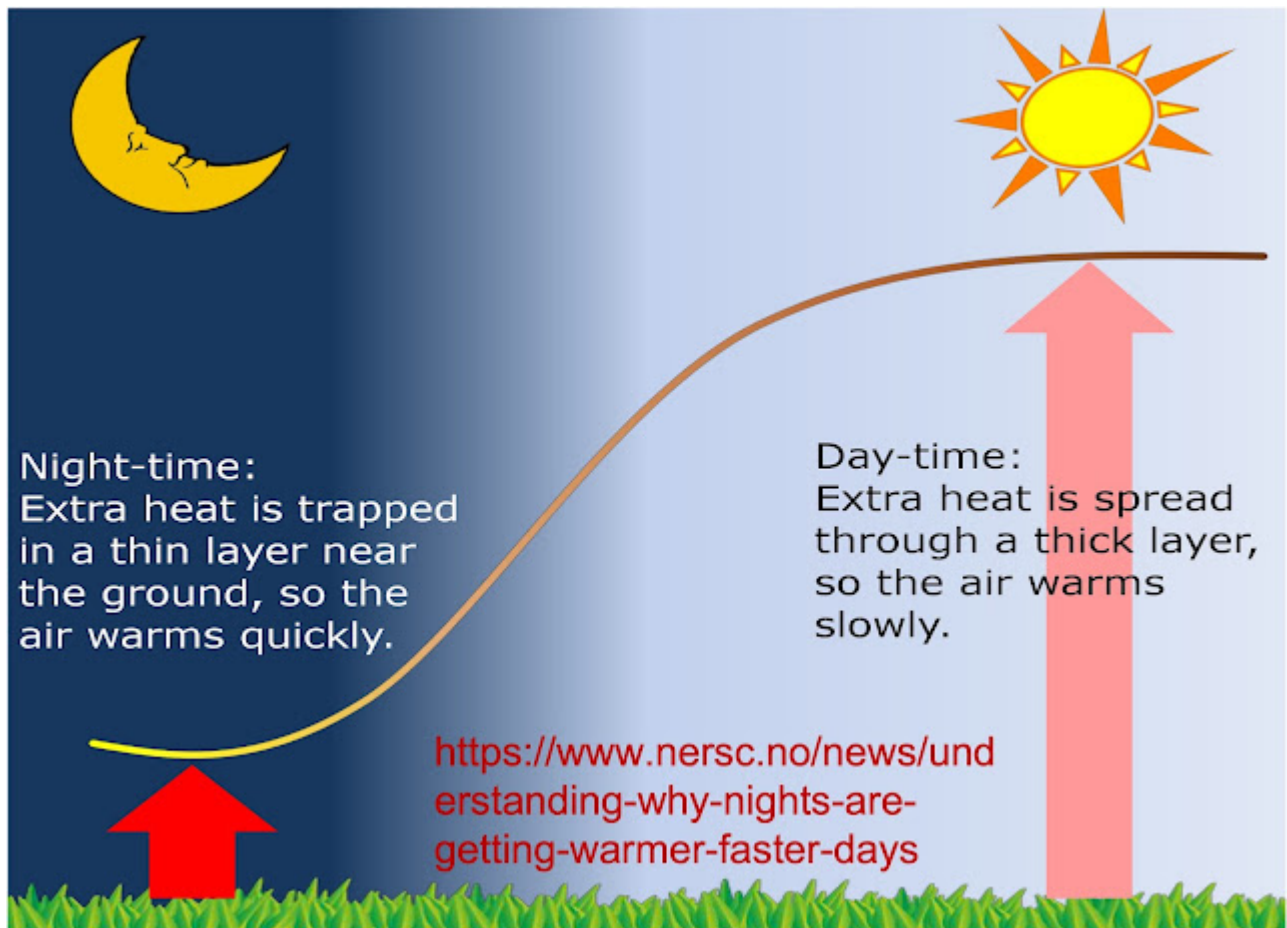 Night-time:
Extra heat is trapped
in a thin layer near
the ground, so the
air warms quickly.
Day-time:
Extra heat is spread
through a thick layer,
so the air warms
slowly.
https://www.nersc.no/news/und
erstanding-why-nights-are-
getting-warmer-faster-days